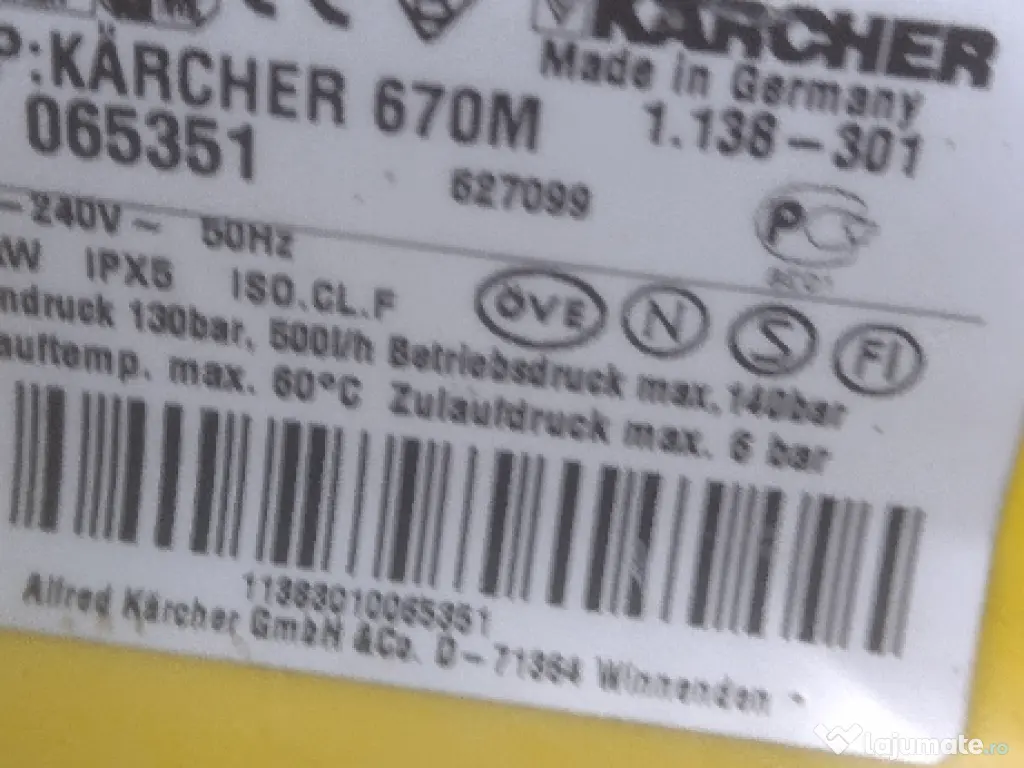 KÄRCHER
Made in Germany
P:KÄRCHER 670M
1.138-301
065351
627099
-240V~ 50Hz
kW IPX5 ISO.CL.F
ÖVE N S FI
ndruck 130bar, 500l/h Betriebsdruck max. 140bar
auftemp. max. 60°C Zulaufdruck max. 6 bar
11383010065351
Alfred Kärcher GmbH &Co. D-71364 Winnenden
lajumate.ro